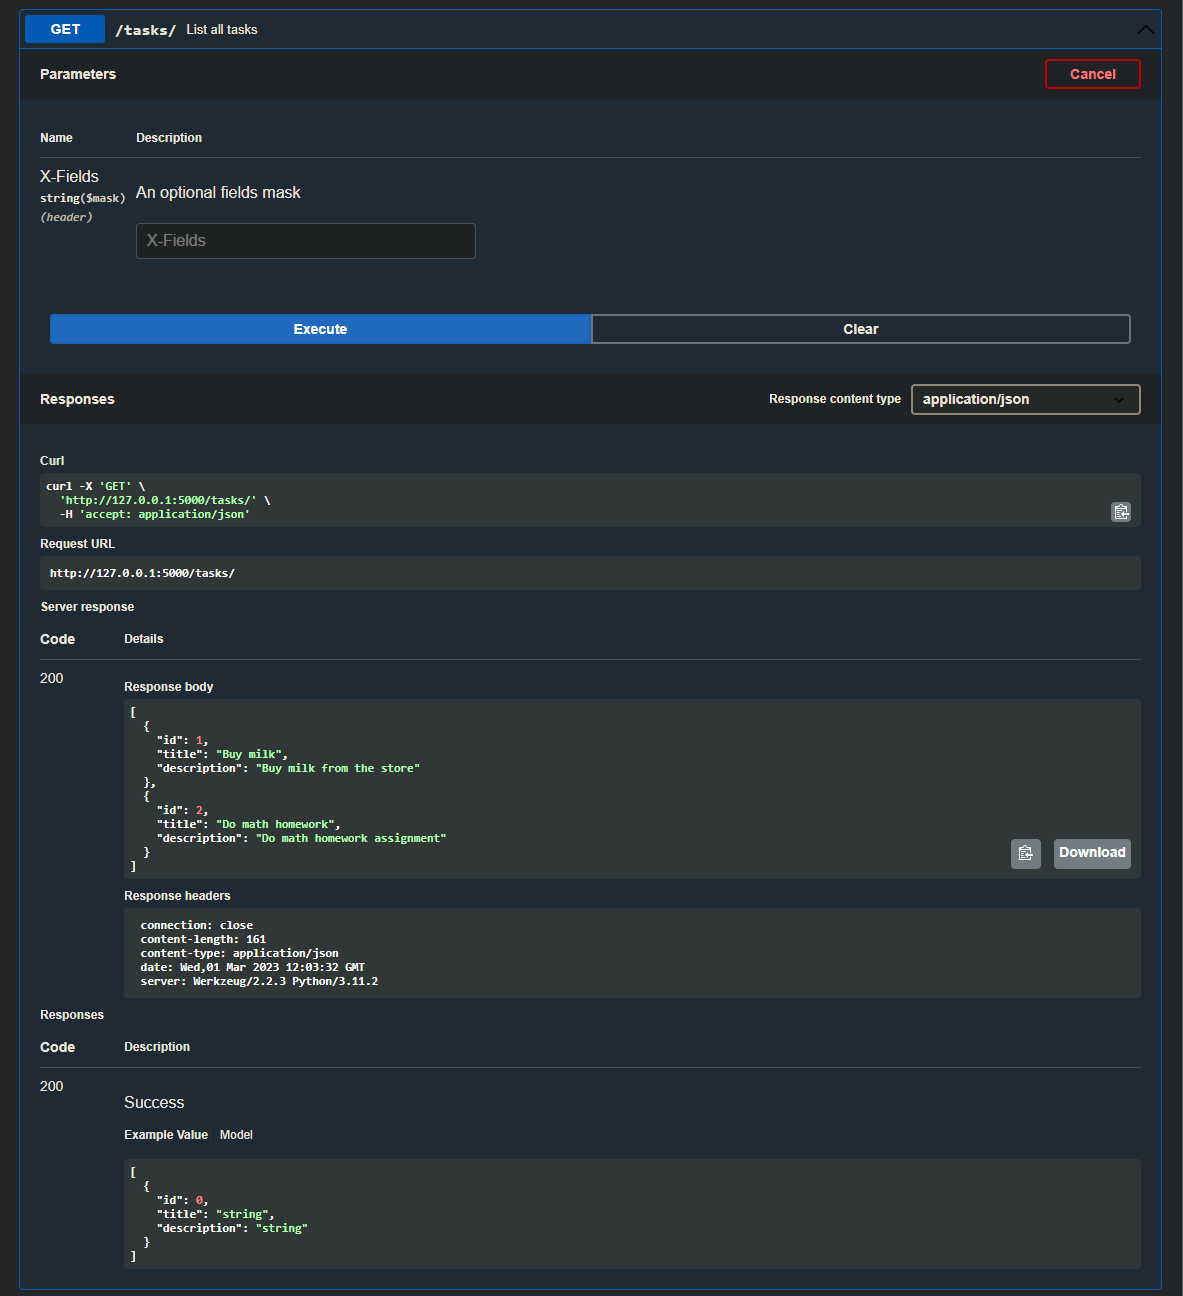 GET /tasks/ List all tasks
Parameters Cancel
Name Description
X-Fields
string($mask)
(header)
An optional fields mask
X-Fields
Execute Clear
Responses Response content type application/json
Curl
curl -X 'GET' \
  'http://127.0.0.1:5000/tasks/' \
  -H 'accept: application/json'
Request URL
http://127.0.0.1:5000/tasks/
Server response
Code Details
200
Response body
[
  {
    "id": 1,
    "title": "Buy milk",
    "description": "Buy milk from the store"
  },
  {
    "id": 2,
    "title": "Do math homework",
    "description": "Do math homework assignment"
  }
]
Download
Response headers
connection: close
content-length: 161
content-type: application/json
date: Wed,01 Mar 2023 12:03:32 GMT
server: Werkzeug/2.2.3 Python/3.11.2
Responses
Code Description
200
Success
Example Value Model
[
  {
    "id": 0,
    "title": "string",
    "description": "string"
  }
]